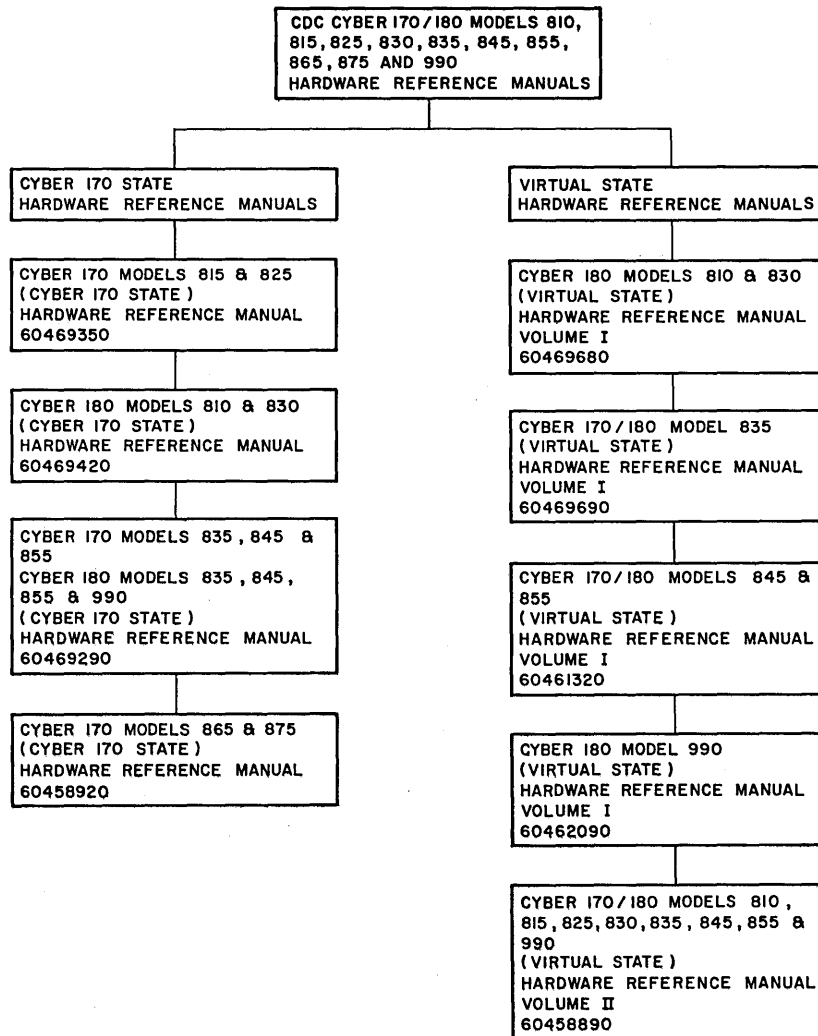 CDC CYBER 170/180 MODELS 810,
815,825,830,835,845,855,
865,875 AND 990
HARDWARE REFERENCE MANUALS
CYBER 170 STATE
HARDWARE REFERENCE MANUALS
CYBER 170 MODELS 815 & 825
(CYBER 170 STATE)
HARDWARE REFERENCE MANUAL
60469350
CYBER 180 MODELS 810 & 830
(CYBER 170 STATE)
HARDWARE REFERENCE MANUAL
60469420
CYBER 170 MODELS 835, 845 &
855
CYBER 180 MODELS 835, 845,
855 & 990
(CYBER 170 STATE)
HARDWARE REFERENCE MANUAL
60469290
CYBER 170 MODELS 865 & 875
(CYBER 170 STATE)
HARDWARE REFERENCE MANUAL
60458920
VIRTUAL STATE
HARDWARE REFERENCE MANUALS
CYBER 180 MODELS 810 & 830
(VIRTUAL STATE)
HARDWARE REFERENCE MANUAL
VOLUME I
60469680
CYBER 170/180 MODEL 835
(VIRTUAL STATE)
HARDWARE REFERENCE MANUAL
VOLUME I
60469690
CYBER 170/180 MODELS 845 &
855
(VIRTUAL STATE)
HARDWARE REFERENCE MANUAL
VOLUME I
60461320
CYBER 180 MODEL 990
(VIRTUAL STATE)
HARDWARE REFERENCE MANUAL
VOLUME I
60462090
CYBER 170/180 MODELS 810,
815,825,830,835,845,855 &
990
(VIRTUAL STATE)
HARDWARE REFERENCE MANUAL
VOLUME II
60458890